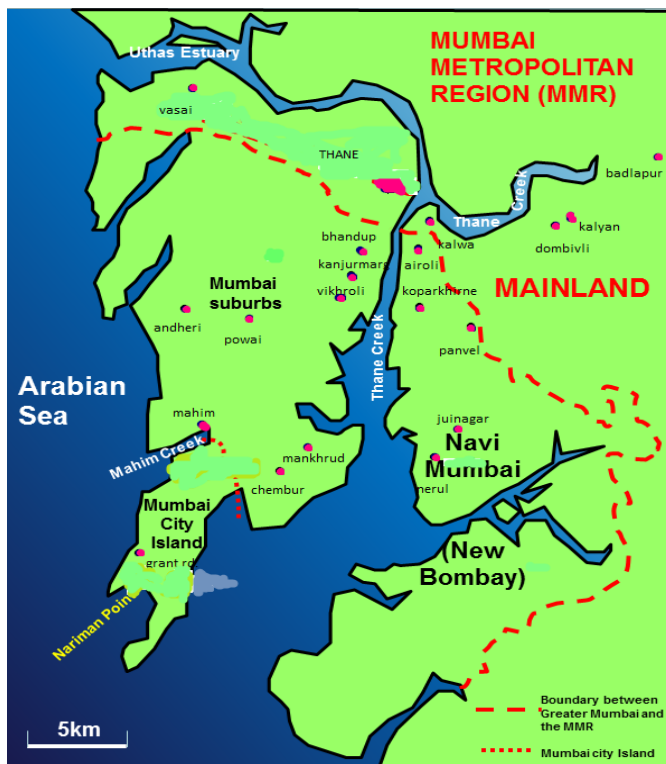 Uthas Estuary
MUMBAI
METROPOLITAN
REGION (MMR)
vasai
THANE
badlapur
Thane
Creek
kalyan
dombivli
kalwa
bhandup
airoli
kanjurmarg
MAINLAND
Mumbai
suburbs
vikhroli
koparkhirne
andheri
powai
panvel
Thane Creek
Arabian
Sea
mahim
juinagar
Mahim Creek
Navi
Mumbai
mankhrud
chembur
nerul
Mumbai
City
Island
grant rd
(New
Bombay)
Nariman Poin
Boundary between
Greater Mumbai and
the MMR
5km
Mumbai city Island